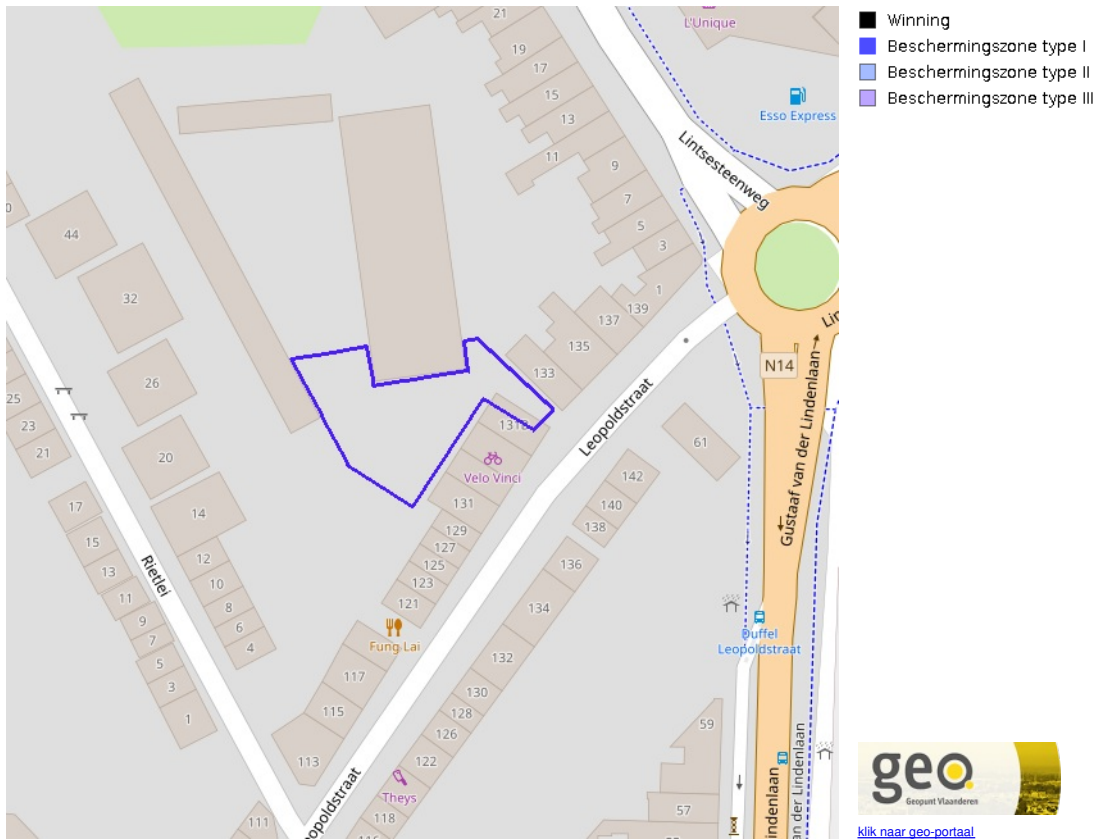 L'Unique
Esso Express
Lintsesteenweg
21
19
17
15
13
11
9
7
5
3
1
139
137
135
133
131B
Velo Vinci
131
129
127
125
123
121
Fung Lai
117
115
113
111
Leopoldstraat
Leopoldstraat
N14
Gustaaf van der Lindenlaan
61
142
140
138
136
134
132
130
128
126
122
Theys
118
Duffel
Leopoldstraat
59
57
44
32
26
20
14
12
10
8
6
4
25
23
21
17
15
13
11
9
7
5
3
1
Rietlei
Winning
Beschermingszone type I
Beschermingszone type II
Beschermingszone type III
geo
Geopunt Vlaanderen
klik naar geo-portaal